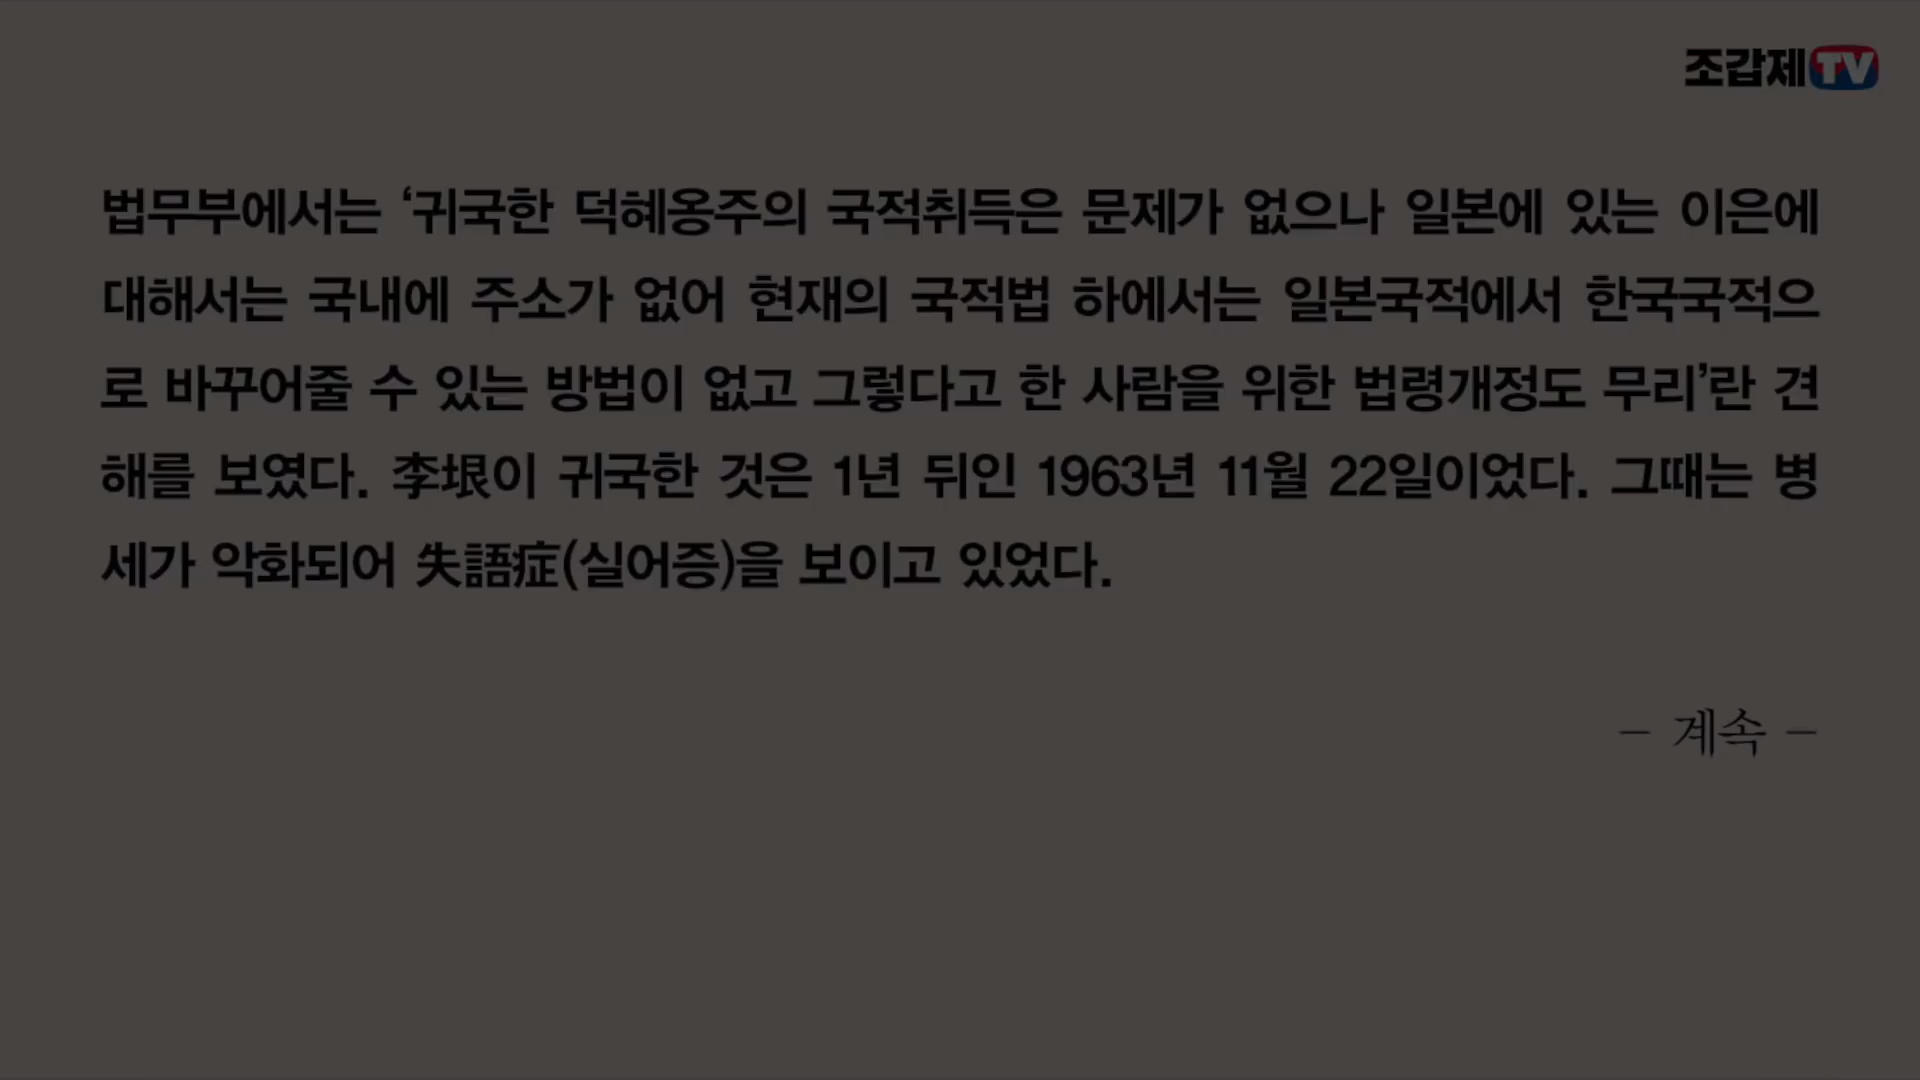 조갑제TV
법무부에서는 ‘귀국한 덕혜옹주의 국적취득은 문제가 없으나 일본에 있는 이은에
대해서는 국내에 주소가 없어 현재의 국적법 하에서는 일본국적에서 한국국적으
로 바꾸어줄 수 있는 방법이 없고 그렇다고 한 사람을 위한 법령개정도 무리’란 견
해를 보였다. 李垠이 귀국한 것은 1년 뒤인 1963년 11월 22일이었다. 그때는 병
세가 악화되어 失語症(실어증)을 보이고 있었다.
– 계속 –